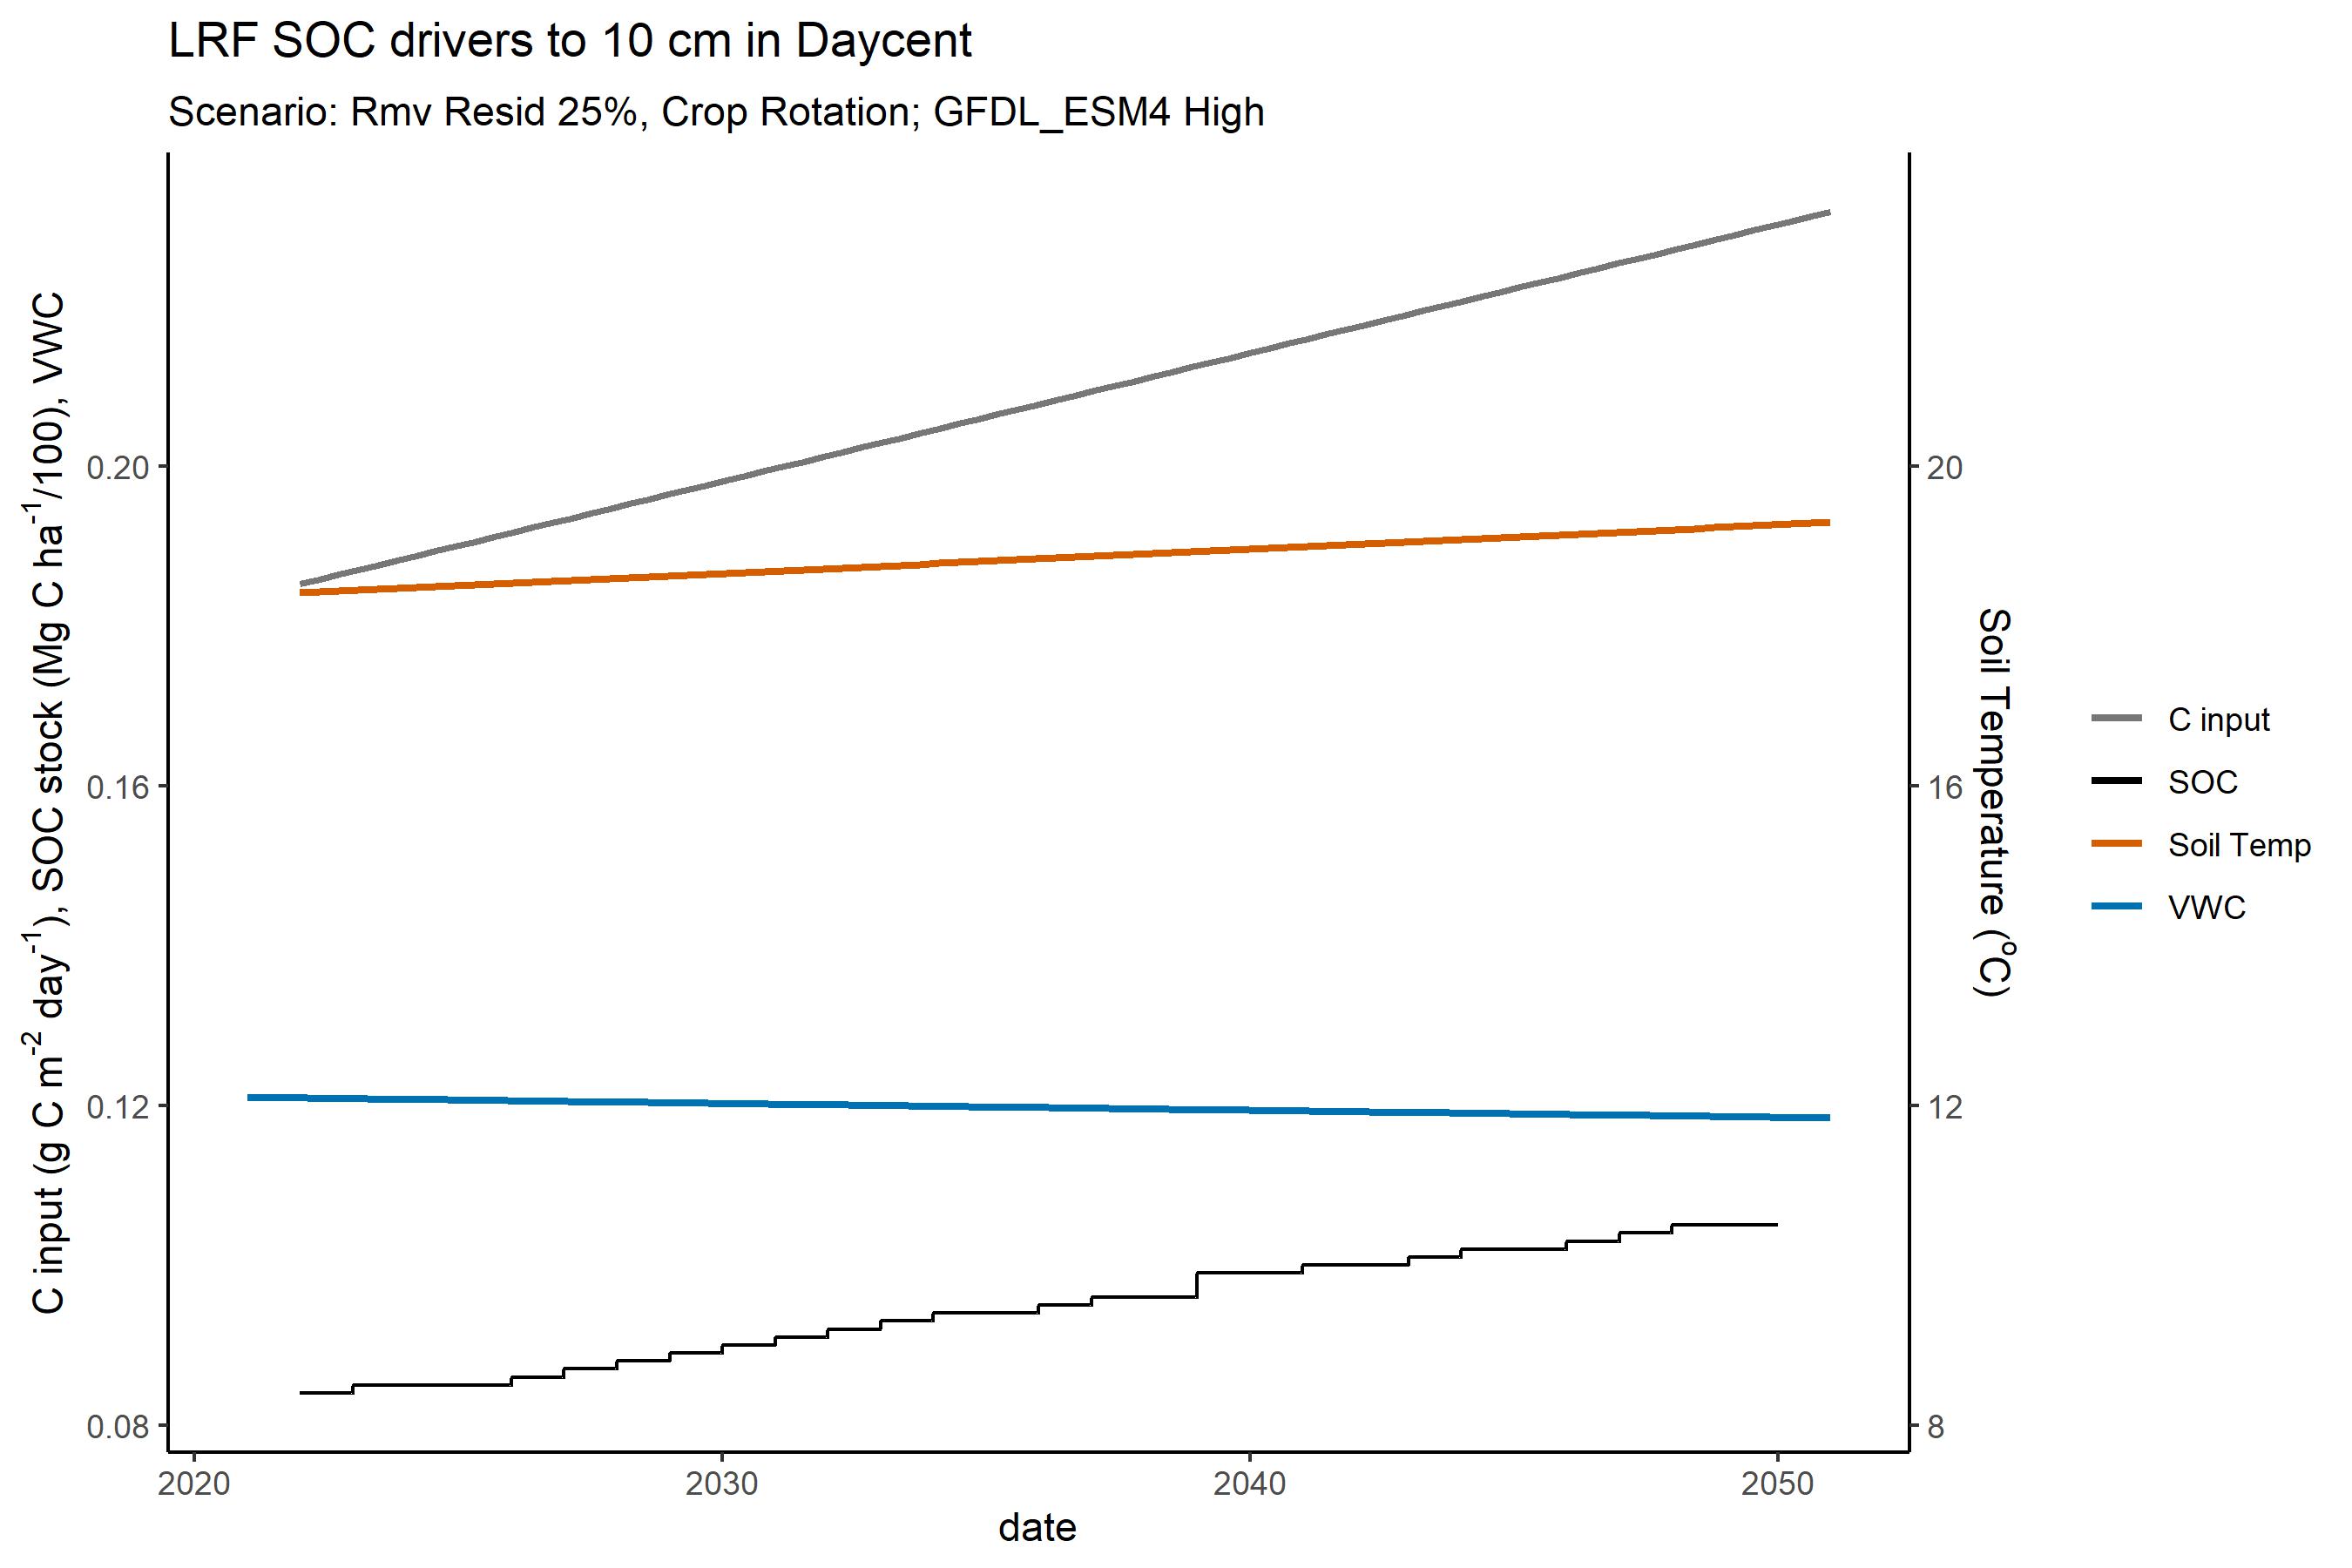 LRF SOC drivers to 10 cm in Daycent
Scenario: Rmv Resid 25%, Crop Rotation; GFDL_ESM4 High
C input (g C m⁻² day⁻¹), SOC stock (Mg C ha⁻¹/100), VWC
0.20
0.16
0.12
0.08
20
16
12
8
Soil Temperature (°C)
C input
SOC
Soil Temp
VWC
2020
2030
2040
2050
date